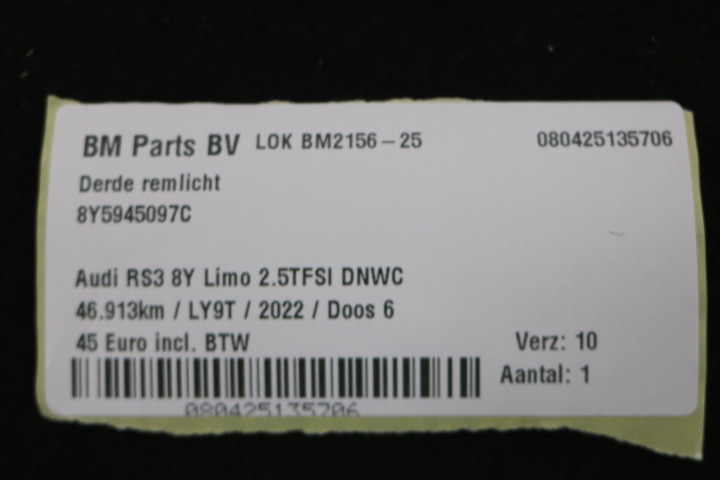 BM Parts BV LOK BM2156-25 080425135706
Derde remlicht
8Y5945097C
Audi RS3 8Y Limo 2.5TFSI DNWC
46.913km / LY9T / 2022 / Doos 6
45 Euro incl. BTW Verz: 10
Aantal: 1
080425135706